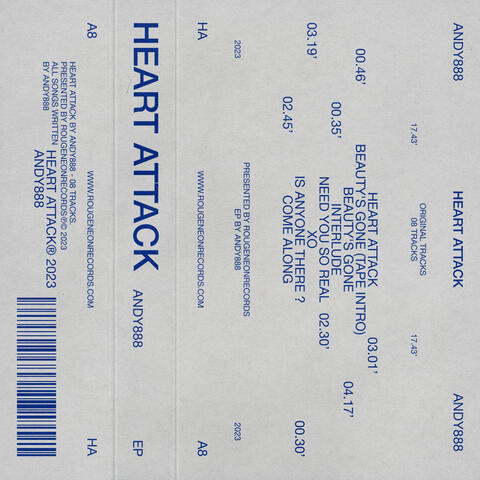 ANDY888
HEART ATTACK
ANDY888
17.43'
ORIGINAL TRACKS
08 TRACKS
17.43'
00.46'
HEART ATTACK
03.01'
BEAUTY'S GONE (TAPE INTRO)
BEAUTY'S GONE
04.17'
00.35'
INTERLUDE
NEED YOU SO REAL
02.30'
03.19'
XO
IS ANYONE THERE ?
00.30'
02.45'
COME ALONG
2023
PRESENTED BY ROUGENEONRECORDS
EP BY ANDY888
2023
HA
WWW.ROUGENEONRECORDS.COM
A8
HEART ATTACK
ANDY888
EP
A8
WWW.ROUGENEONRECORDS.COM
HA
HEART ATTACK BY ANDY888 - 08 TRACKS.
PRESENTED BY ROUGENEONRECORDS®© 2023
ALL SONGS WRITTEN
BY ANDY888
HEART ATTACK® 2023
ANDY888